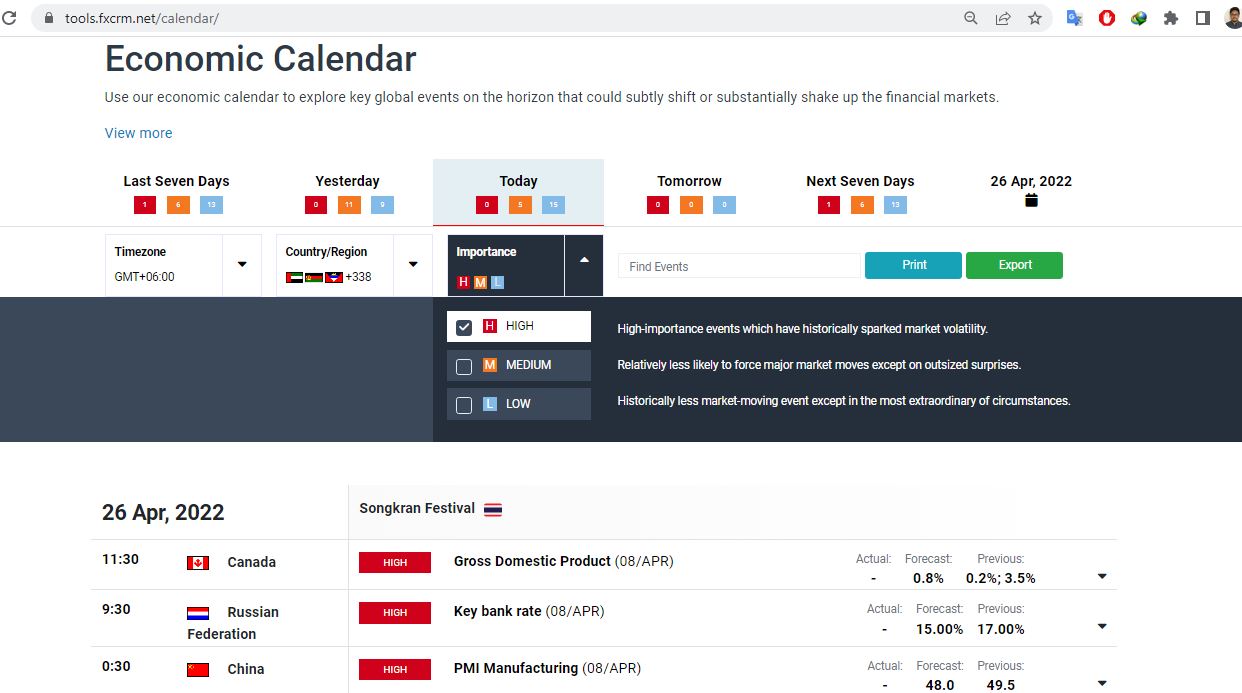 tools.fxcrm.net/calendar/
Economic Calendar
Use our economic calendar to explore key global events on the horizon that could subtly shift or substantially shake up the financial markets.
View more
Last Seven Days Yesterday Today Tomorrow Next Seven Days 26 Apr, 2022
1 6 13 0 11 9 0 5 15 0 0 0 1 6 13
Timezone Country/Region Importance
GMT+06:00 +338 H M L Find Events Print Export
H HIGH High-importance events which have historically sparked market volatility.
M MEDIUM Relatively less likely to force major market moves except on outsized surprises.
L LOW Historically less market-moving event except in the most extraordinary of circumstances.
26 Apr, 2022 Songkran Festival
11:30 Canada HIGH Gross Domestic Product (08/APR) Actual: Forecast: Previous:
- 0.8% 0.2%; 3.5%
9:30 Russian HIGH Key bank rate (08/APR) Actual: Forecast: Previous:
Federation - 15.00% 17.00%
0:30 China HIGH PMI Manufacturing (08/APR) Actual: Forecast: Previous:
- 48.0 49.5